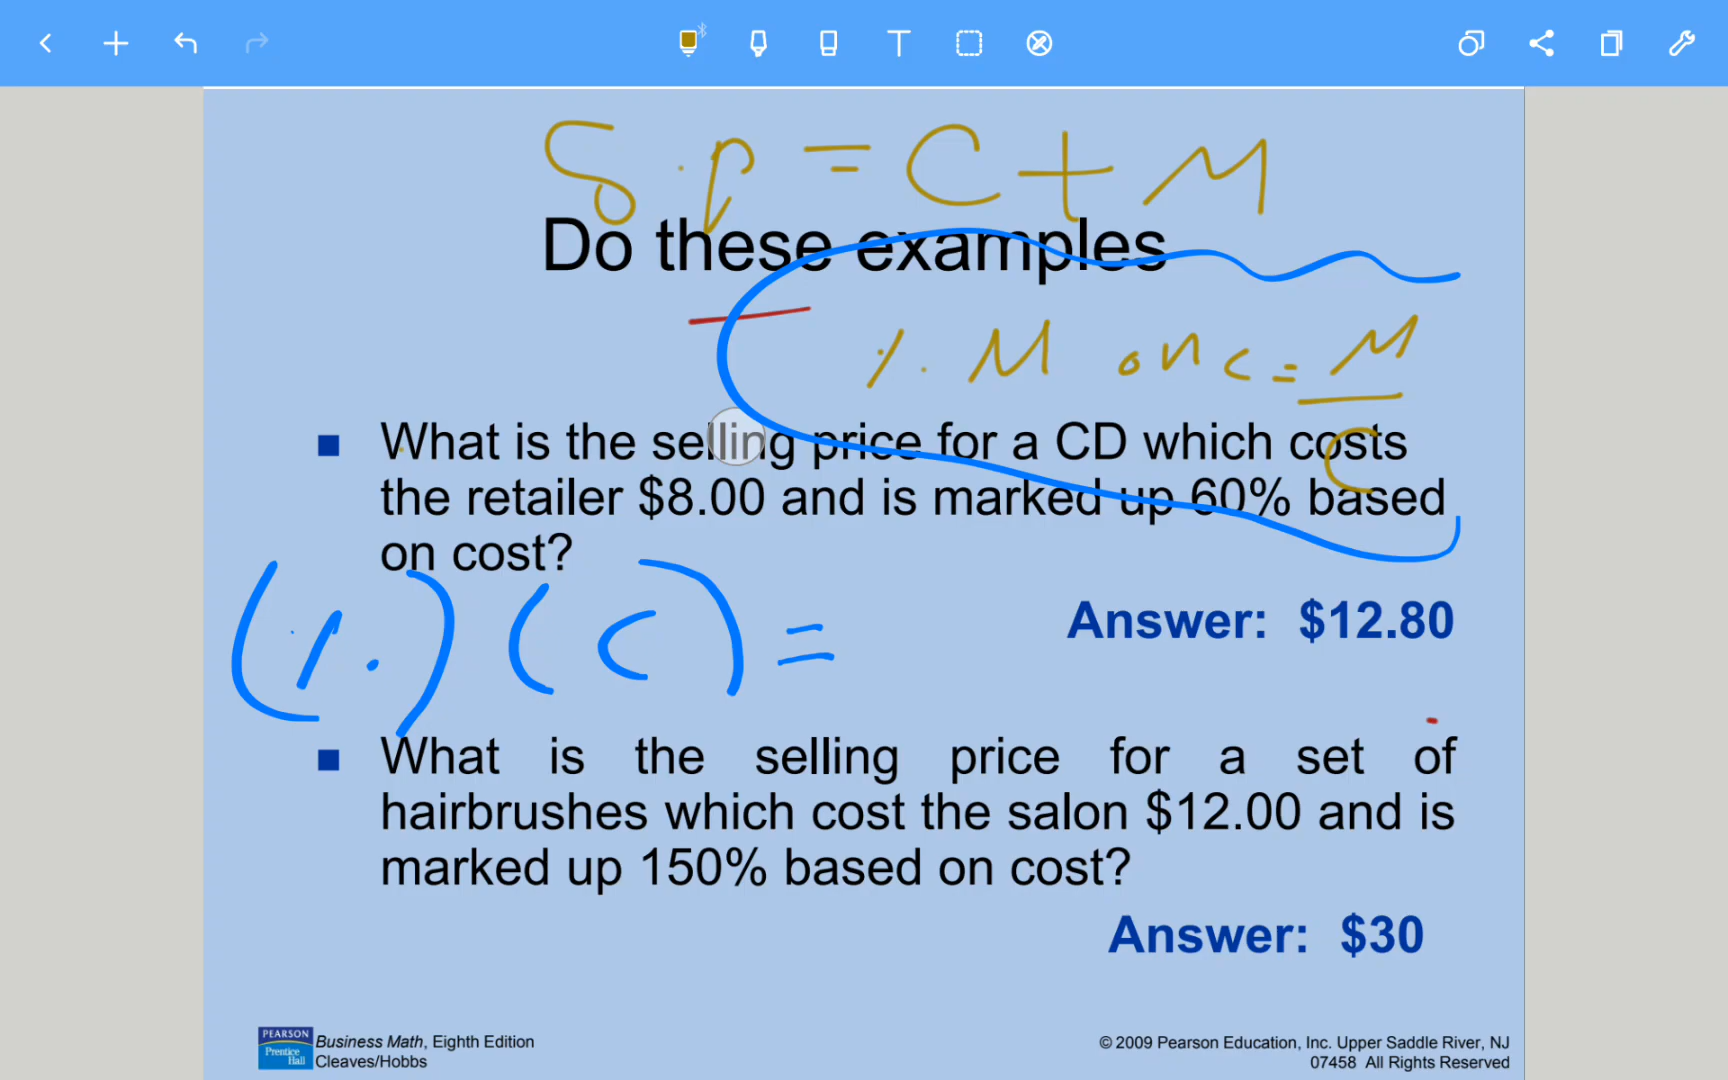 S.p = C + M
Do these examples
%. M on c = M
C
What is the selling price for a CD which costs
the retailer $8.00 and is marked up 60% based
on cost?
(%) (C) =
Answer: $12.80
What is the selling price for a set of
hairbrushes which cost the salon $12.00 and is
marked up 150% based on cost?
Answer: $30
PEARSON
Prentice
Hall
Business Math, Eighth Edition
Cleaves/Hobbs
© 2009 Pearson Education, Inc. Upper Saddle River, NJ
07458 All Rights Reserved